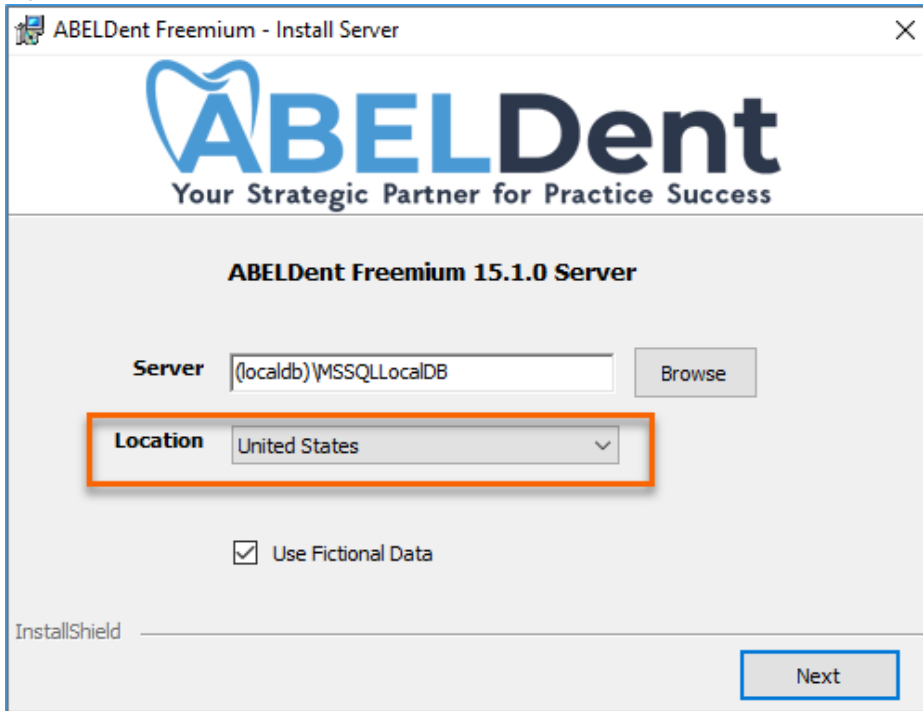 ABELDent Freemium - Install Server
ABELDent
Your Strategic Partner for Practice Success
ABELDent Freemium 15.1.0 Server
Server (localdb)\MSSQLLocalDB Browse
Location United States
Use Fictional Data
InstallShield
Next